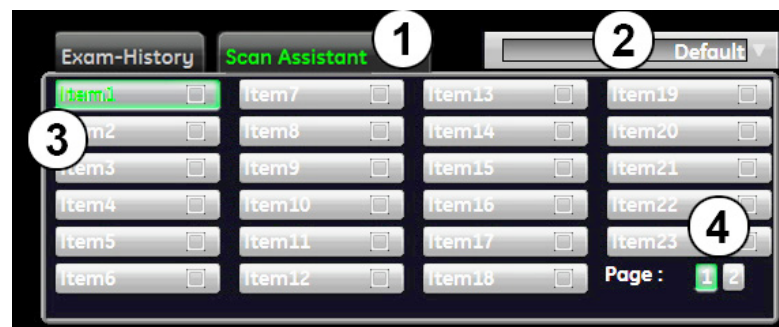 Exam-History Scan Assistant 1 2 Default
Item1 Item7 Item13 Item19
3 Item2 Item8 Item14 Item20
Item3 Item9 Item15 Item21
Item4 Item10 Item16 Item22
Item5 Item11 Item17 Item23 4
Item6 Item12 Item18 Page : 1 2